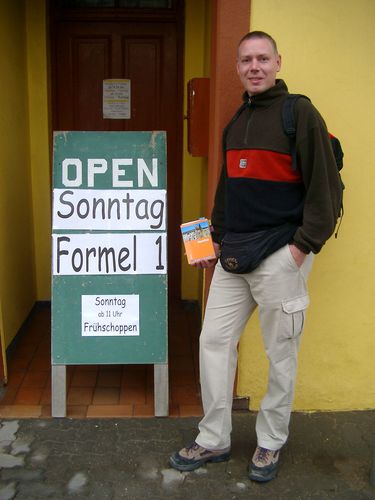 OPEN
Sonntag
Formel 1
Sonntag
ab 11 Uhr
Frühschoppen